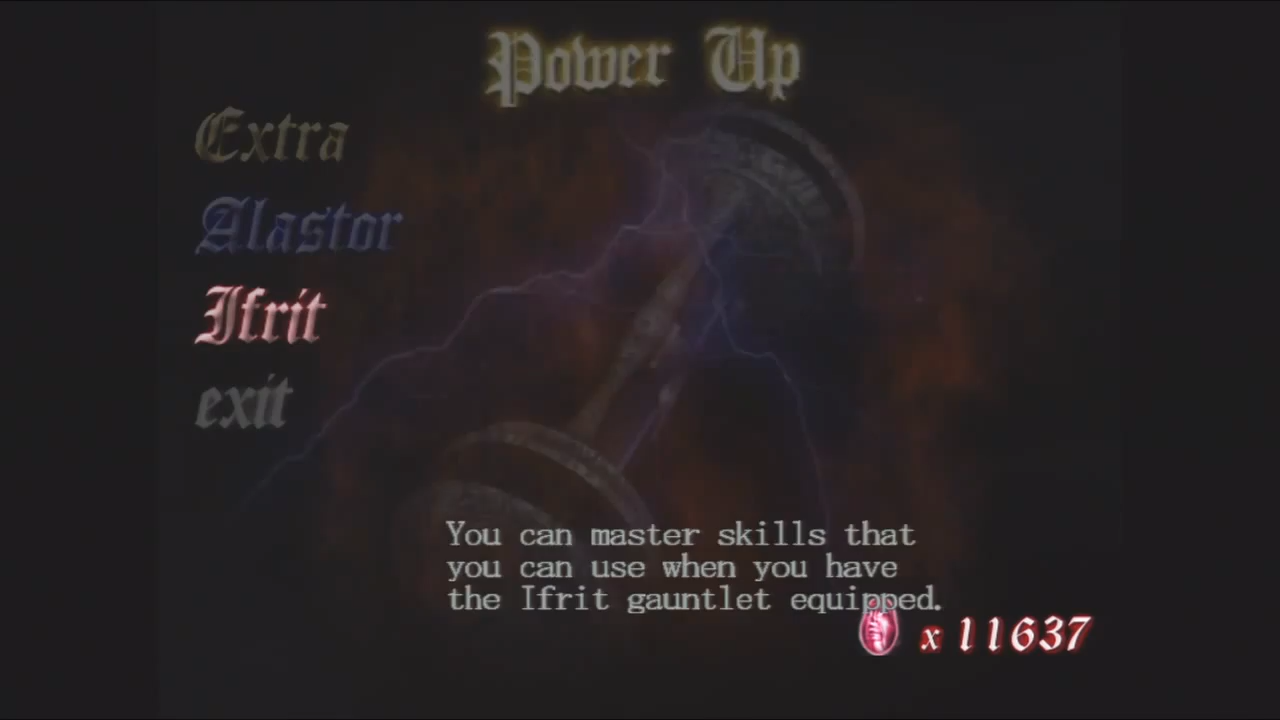 Power Up
Extra
Alastor
Ifrit
exit
You can master skills that
you can use when you have
the Ifrit gauntlet equipped.
x 11637